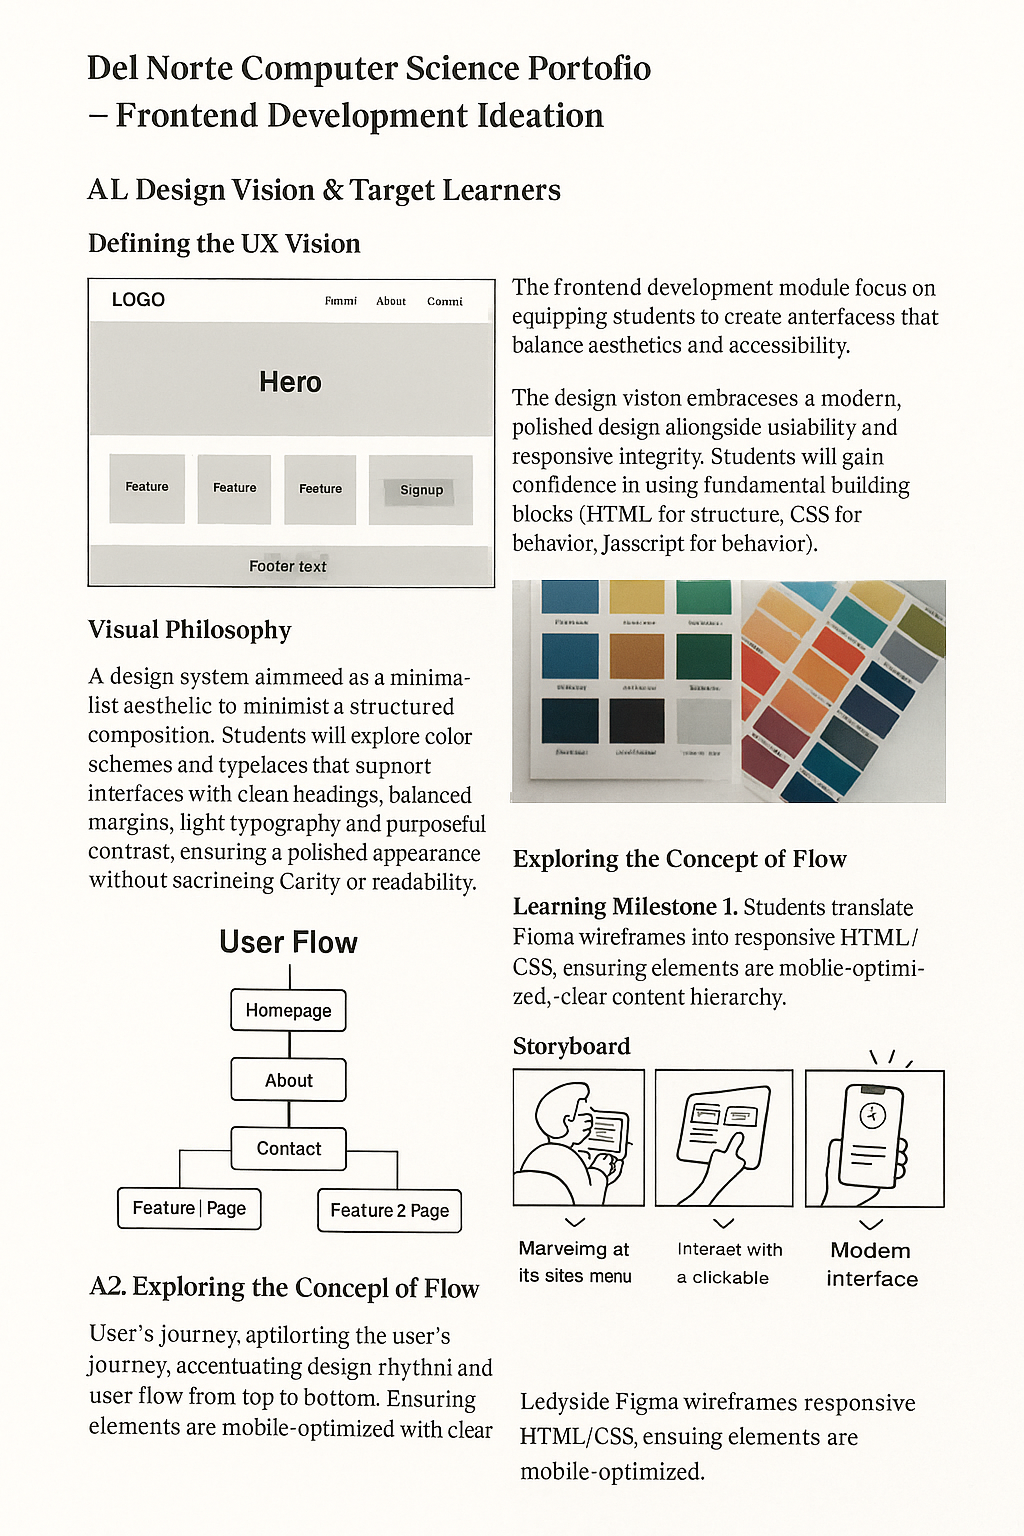 Del Norte Computer Science Portofio
– Frontend Development Ideation
AL Design Vision & Target Learners
Defining the UX Vision
LOGO
About
Hero
Feature
Feature
Feeture
Signup
Footer text
Visual Philosophy
A design system aimmeed as a minima-
list aesthelic to minimist a structured
composition. Students will explore color
schemes and typelaces that supnort
interfaces with clean headings, balanced
margins, light typography and purposeful
contrast, ensuring a polished appearance
without sacrineing Carity or readability.
User Flow
Homepage
About
Contact
Feature| Page
Feature 2 Page
A2. Exploring the Concepl of Flow
User's journey, aptilorting the user's
journey, accentuating design rhythni and
user flow from top to bottom. Ensuring
elements are mobile-optimized with clear
The frontend development module focus on
equipping students to create anterfacess that
balance aesthetics and accessibility.
The design viston embraceses a modern,
polished design aliongside usiability and
responsive integrity. Students will gain
confidence in using fundamental building
blocks (HTML for structure, CSS for
behavior, Jasscript for behavior).
Exploring the Concept of Flow
Learning Milestone 1. Students translate
Fioma wireframes into responsive HTML/
CSS, ensuring elements are moblie-optimi-
zed,-clear content hierarchy.
Storyboard
Marveimg at
its sites menu
Interaet with
a clickable
Modem
interface
Ledyside Figma wireframes responsive
HTML/CSS, ensuing elements are
mobile-optimized.